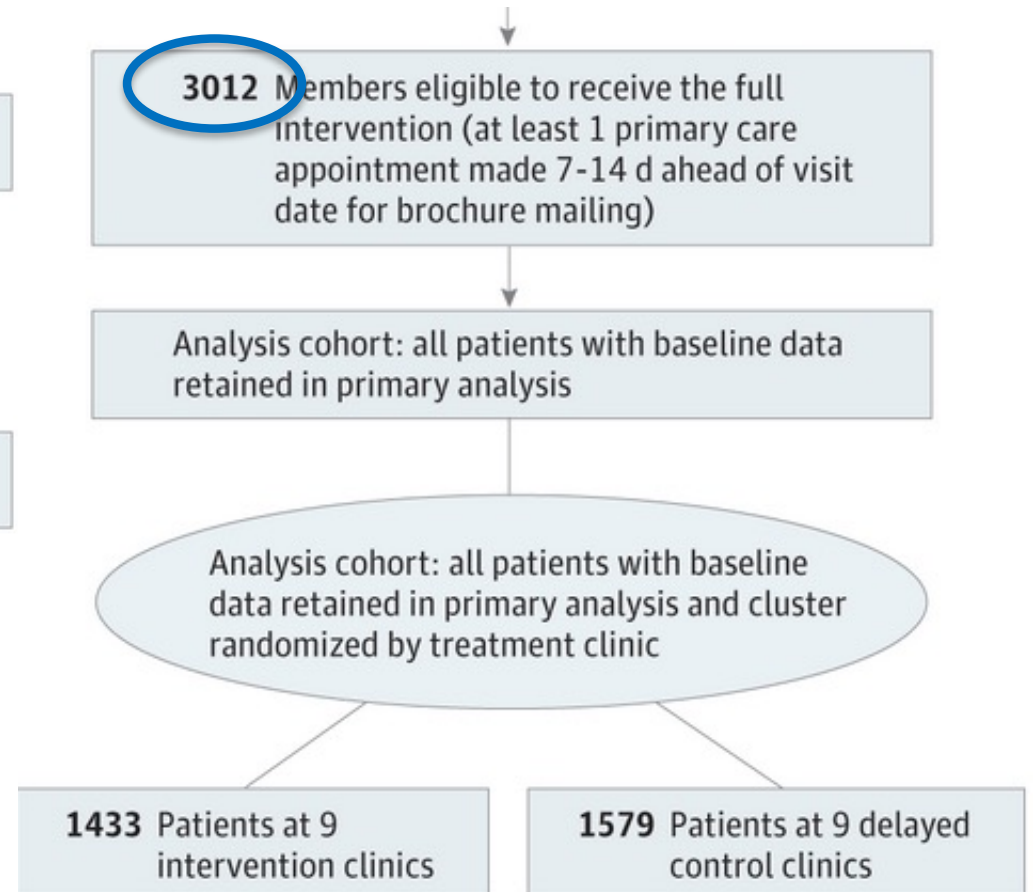 3012 Members eligible to receive the full
intervention (at least 1 primary care
appointment made 7-14 d ahead of visit
date for brochure mailing)
Analysis cohort: all patients with baseline data
retained in primary analysis
Analysis cohort: all patients with baseline
data retained in primary analysis and cluster
randomized by treatment clinic
1433 Patients at 9
intervention clinics
1579 Patients at 9 delayed
control clinics